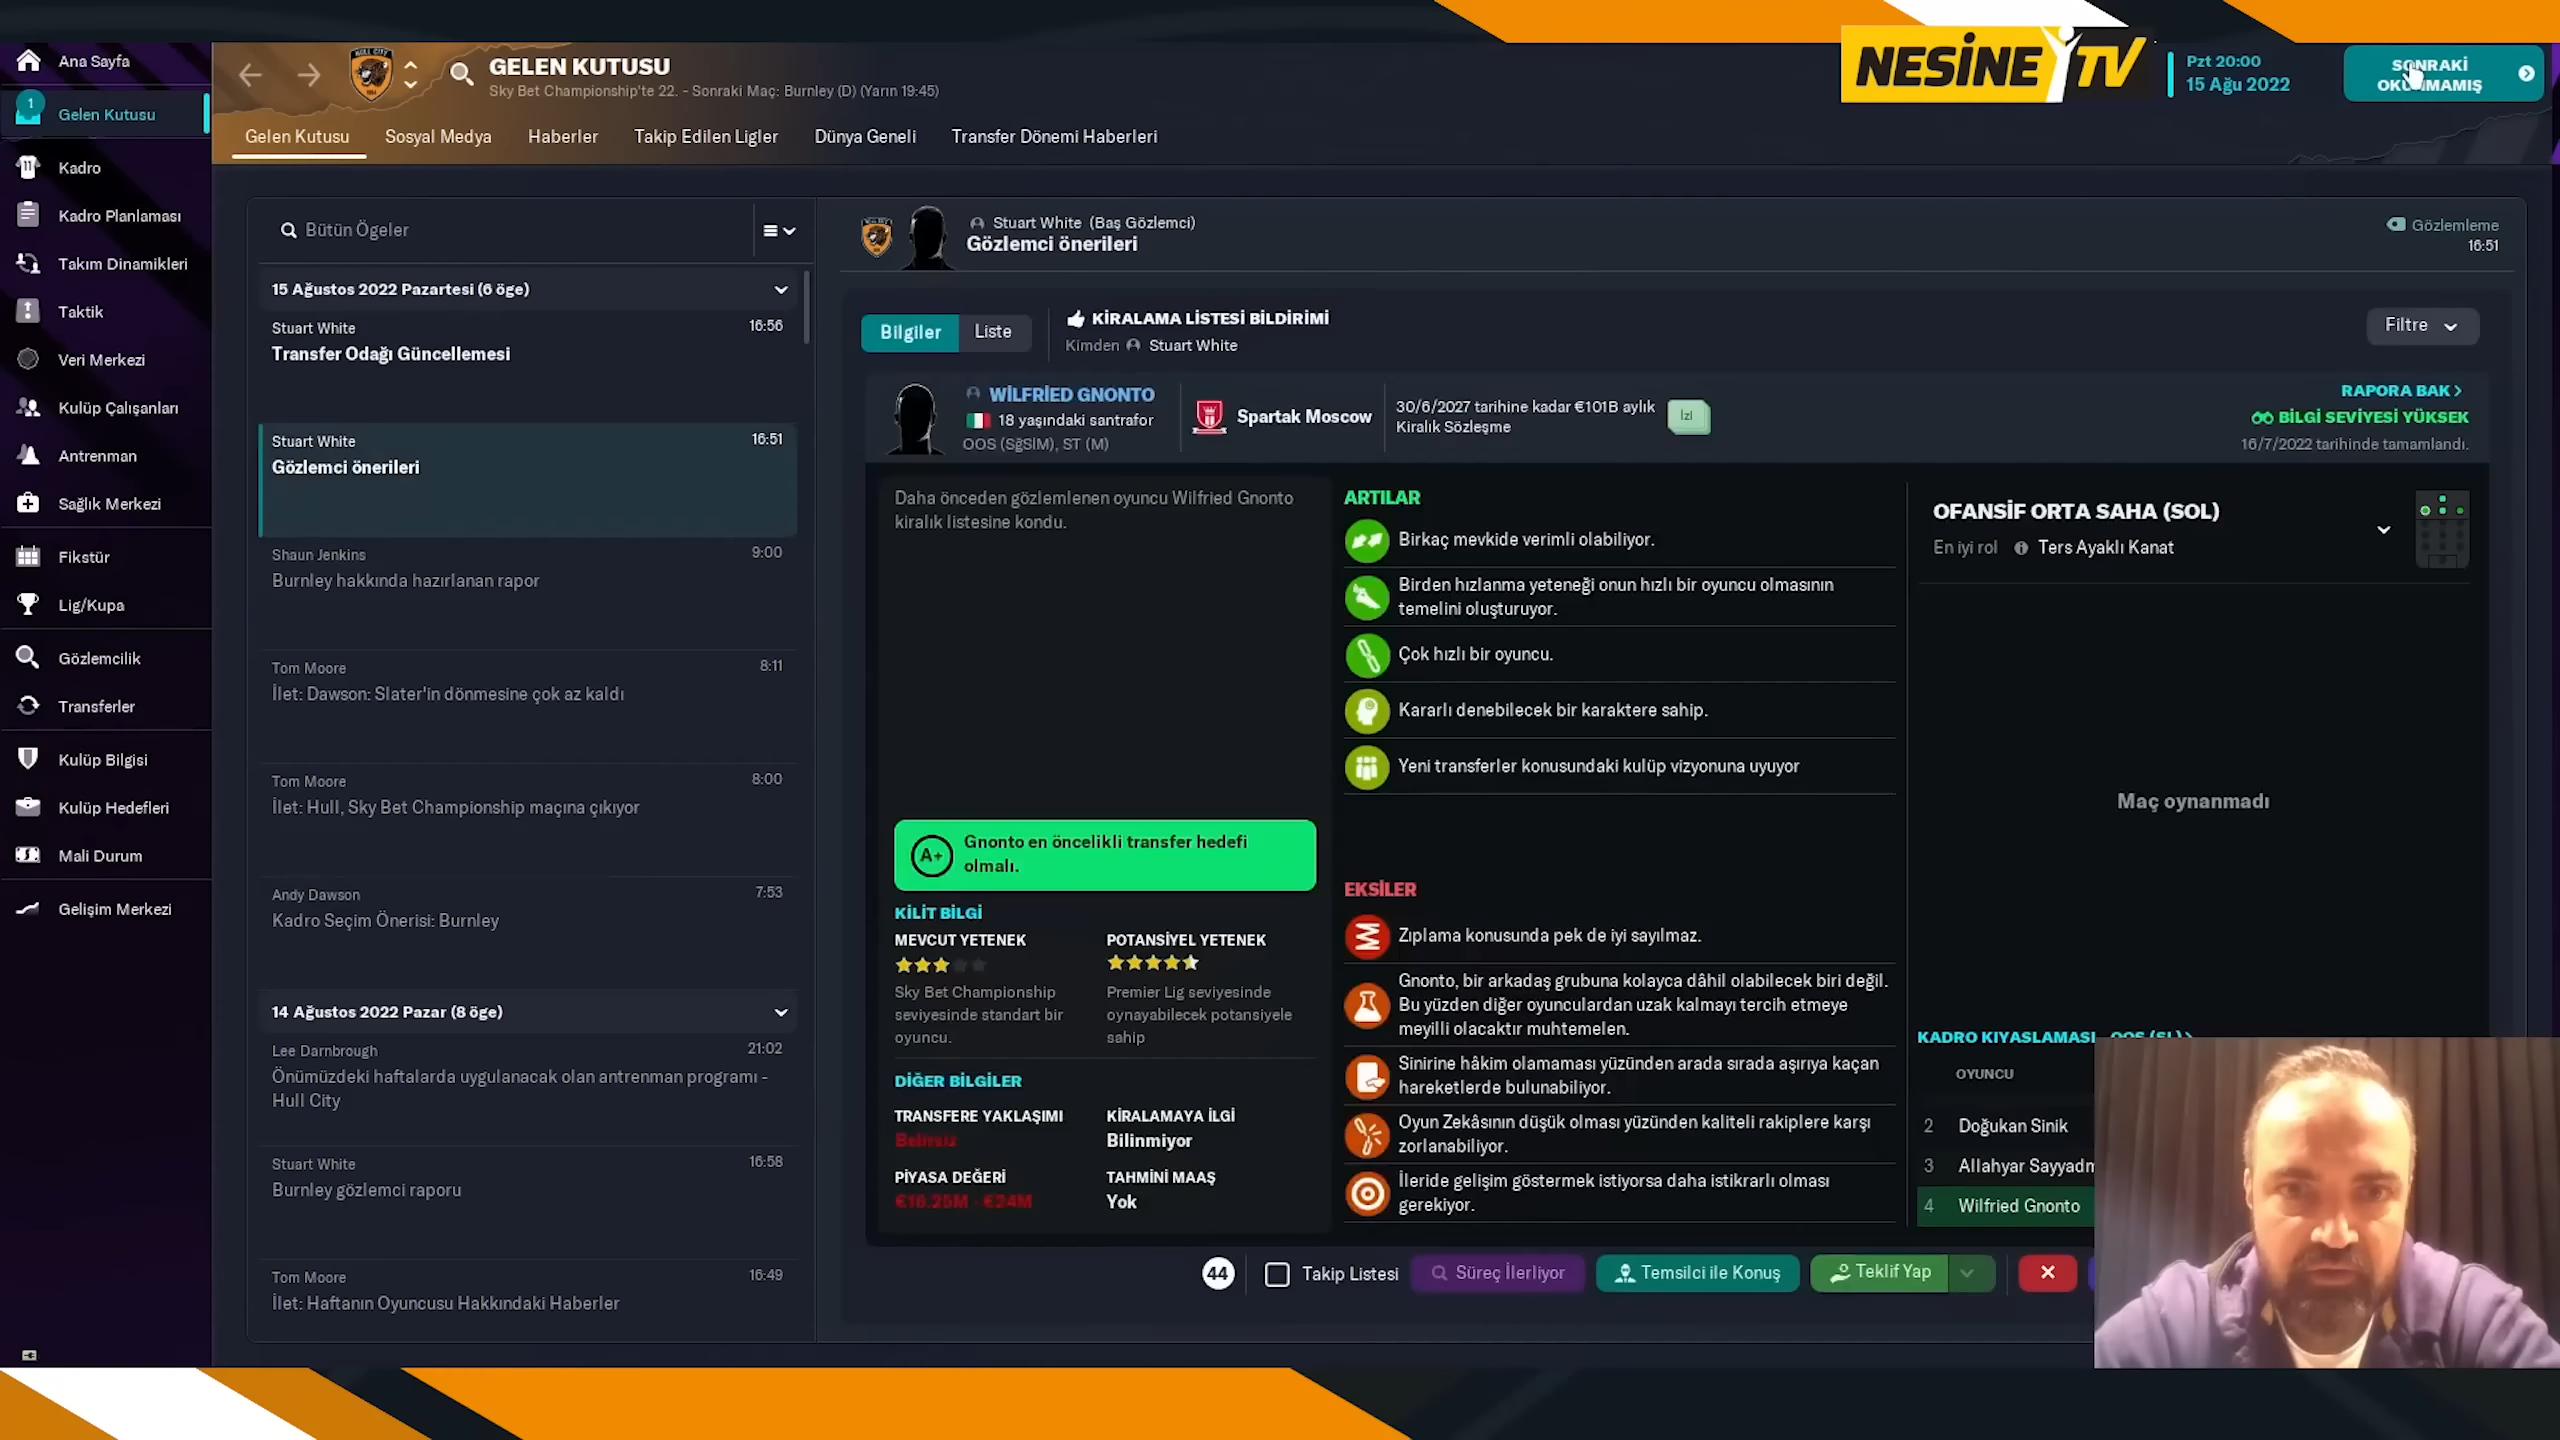 NESİNE TV
Pzt 20:00
15 Ağu 2022
SONRAKİ
Ana Sayfa
1
Gelen Kutusu
Kadro
Kadro Planlaması
Takım Dinamikleri
Taktik
Veri Merkezi
Kulüp Çalışanları
Antrenman
Sağlık Merkezi
Fikstür
Lig/Kupa
Gözlemcilik
Transferler
Kulüp Bilgisi
Kulüp Hedefleri
Mali Durum
Gelişim Merkezi
HULL CITY
GELEN KUTUSU
Sky Bet Championship'te 22. - Sonraki Maç: Burnley (D) (Yarın 19:45)
Gelen Kutusu Sosyal Medya Haberler Takip Edilen Ligler Dünya Geneli Transfer Dönemi Haberleri
Bütün Ögeler
15 Ağustos 2022 Pazartesi (6 öge)
Stuart White 16:56
Transfer Odağı Güncellemesi
Stuart White 16:51
Gözlemci önerileri
Shaun Jenkins 9:00
Burnley hakkında hazırlanan rapor
Tom Moore 8:11
İlet: Dawson: Slater'in dönmesine çok az kaldı
Tom Moore 8:00
İlet: Hull, Sky Bet Championship maçına çıkıyor
Andy Dawson 7:53
Kadro Seçim Önerisi: Burnley
14 Ağustos 2022 Pazar (8 öge)
Lee Darnbrough 21:02
Önümüzdeki haftalarda uygulanacak olan antrenman programı -
Hull City
Stuart White 16:58
Burnley gözlemci raporu
Tom Moore 16:49
İlet: Haftanın Oyuncusu Hakkındaki Haberler
Stuart White (Baş Gözlemci)
Gözlemci önerileri
Gözlemleme
16:51
Bilgiler Liste
KİRALAMA LİSTESİ BİLDİRİMİ
Kimden Stuart White
Filtre
WİLFRİED GNONTO
18 yaşındaki santrafor
OOS (SğSlM), ST (M)
Spartak Moscow
30/6/2027 tarihine kadar €101B aylık
Kiralık Sözleşme
İzl
RAPORA BAK >
BİLGİ SEVİYESİ YÜKSEK
16/7/2022 tarihinde tamamlandı.
Daha önceden gözlemlenen oyuncu Wilfried Gnonto
kiralık listesine kondu.
A+
Gnonto en öncelikli transfer hedefi
olmalı.
KİLİT BİLGİ
MEVCUT YETENEK
Sky Bet Championship
seviyesinde standart bir
oyuncu.
POTANSİYEL YETENEK
Premier Lig seviyesinde
oynayabilecek potansiyele
sahip
DİĞER BİLGİLER
TRANSFERE YAKLAŞIMI
Belirsiz
KİRALAMAYA İLGİ
Bilinmiyor
PİYASA DEĞERİ
€16.25M - €24M
TAHMİNİ MAAŞ
Yok
ARTILAR
Birkaç mevkide verimli olabiliyor.
Birden hızlanma yeteneği onun hızlı bir oyuncu olmasının
temelini oluşturuyor.
Çok hızlı bir oyuncu.
Kararlı denebilecek bir karaktere sahip.
Yeni transferler konusundaki kulüp vizyonuna uyuyor
EKSİLER
Zıplama konusunda pek de iyi sayılmaz.
Gnonto, bir arkadaş grubuna kolayca dâhil olabilecek biri değil.
Bu yüzden diğer oyunculardan uzak kalmayı tercih etmeye
meyilli olacaktır muhtemelen.
Sinirine hâkim olamaması yüzünden arada sırada aşırıya kaçan
hareketlerde bulunabiliyor.
Oyun Zekâsının düşük olması yüzünden kaliteli rakiplere karşı
zorlanabiliyor.
İleride gelişim göstermek istiyorsa daha istikrarlı olması
gerekiyor.
OFANSİF ORTA SAHA (SOL)
En iyi rol Ters Ayaklı Kanat
Maç oynanmadı
KADRO KIYASLAMASI
OYUNCU
2 Doğukan Sinik
3 Allahyar
4 Wilfried Gnonto
44 Takip Listesi Süreç İlerliyor Temsilci ile Konuş Teklif Yap